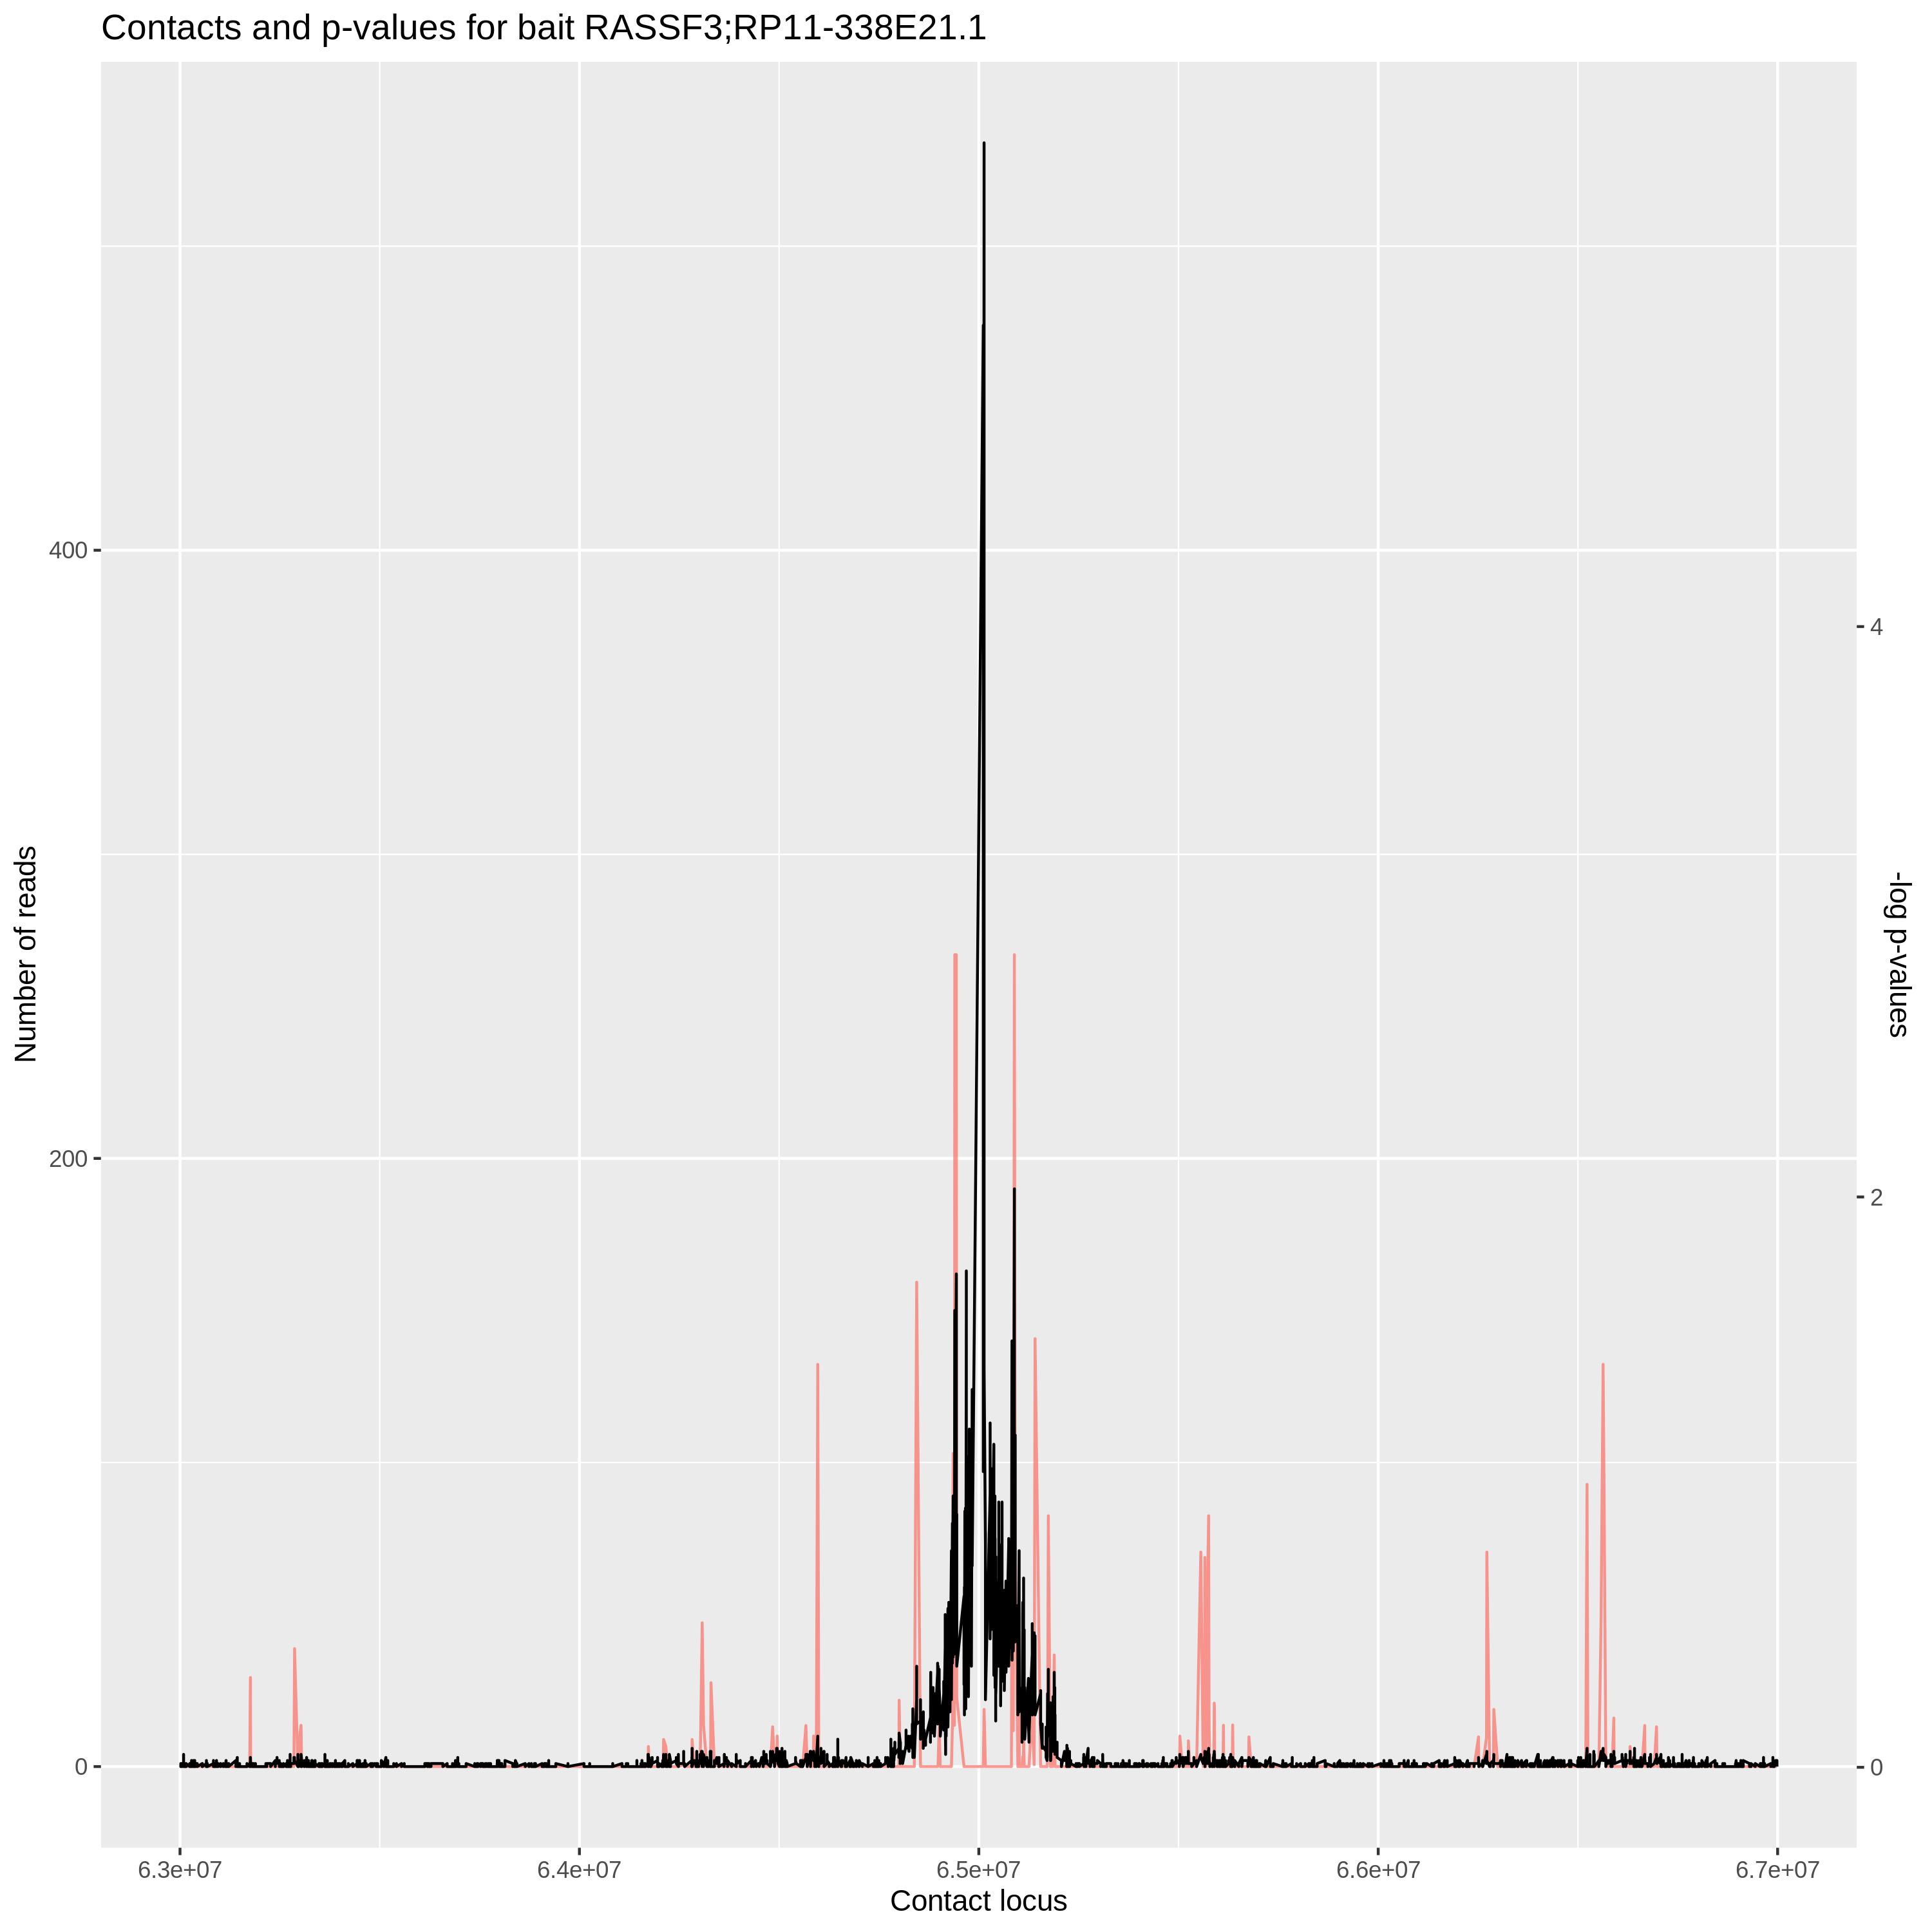 Contacts and p-values for bait RASSF3;RP11-338E21.1
Number of reads
400
200
0
4
2
0
-log p-values
6.3e+07
6.4e+07
6.5e+07
6.6e+07
6.7e+07
Contact locus